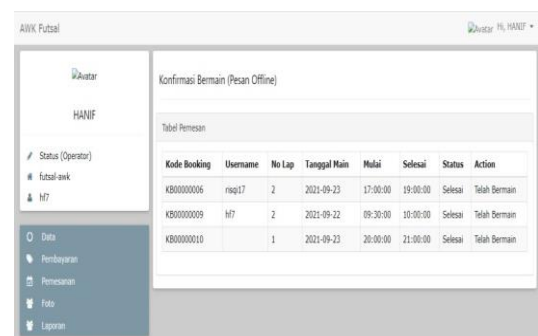 AWK Futsal
Avatar Hi, HANIF
Avatar
HANIF
Status (Operator)
futsal-awk
hf7
Data
Pembayaran
Pemesanan
Foto
Laporan
Konfirmasi Bermain (Pesan Offline)
Tabel Pemesan
Kode Booking Username No Lap Tanggal Main Mulai Selesai Status Action
KB00000006 risqi17 2 2021-09-23 17:00:00 19:00:00 Selesai Telah Bermain
KB00000009 hf7 2 2021-09-22 09:30:00 10:00:00 Selesai Telah Bermain
KB00000010 1 2021-09-23 20:00:00 21:00:00 Selesai Telah Bermain